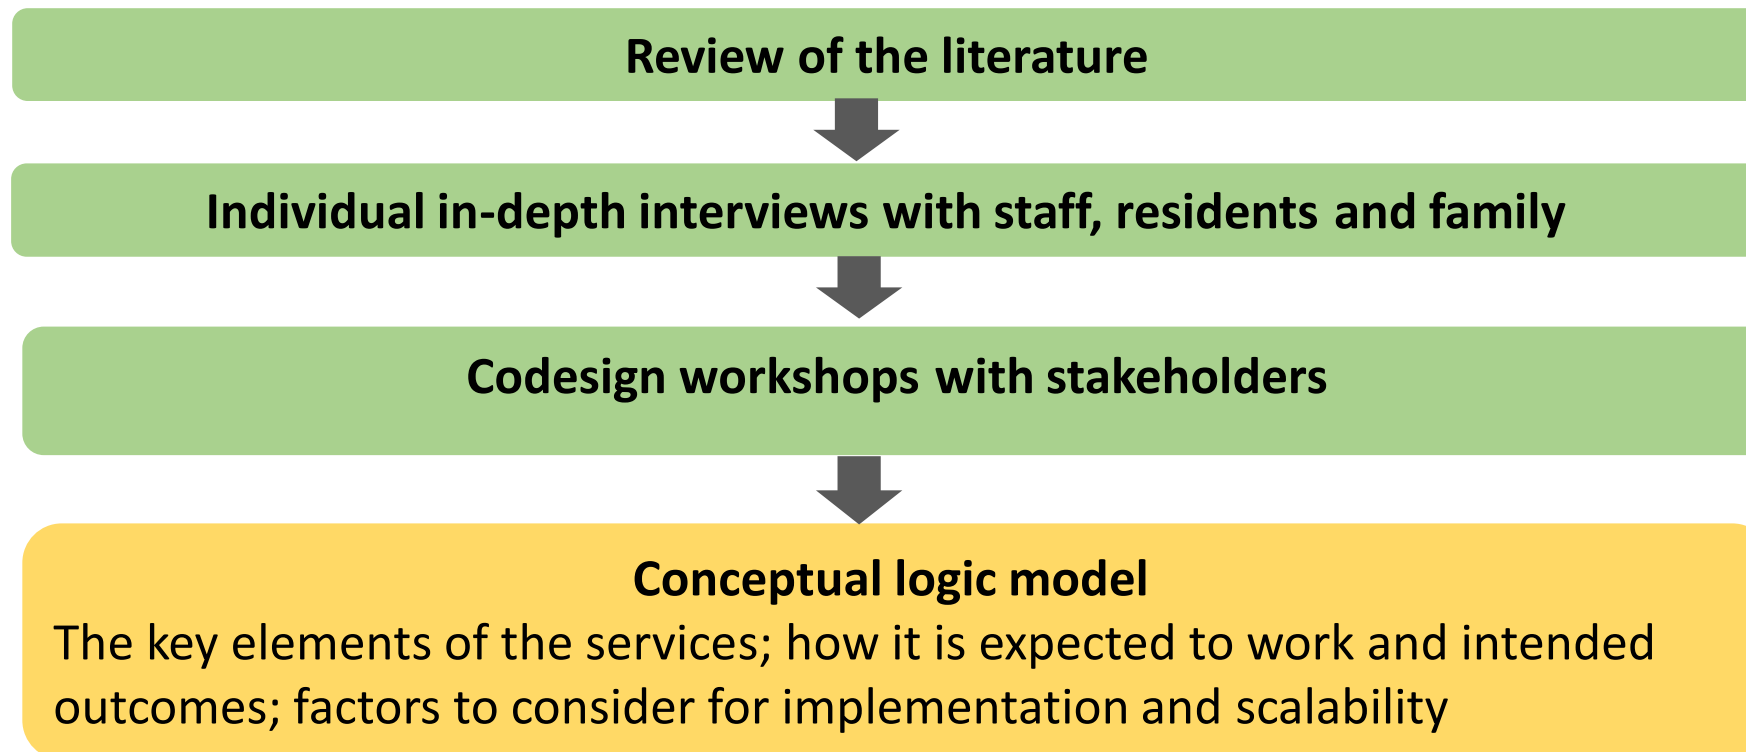 Review of the literature
Individual in-depth interviews with staff, residents and family
Codesign workshops with stakeholders
Conceptual logic model
The key elements of the services; how it is expected to work and intended
outcomes; factors to consider for implementation and scalability